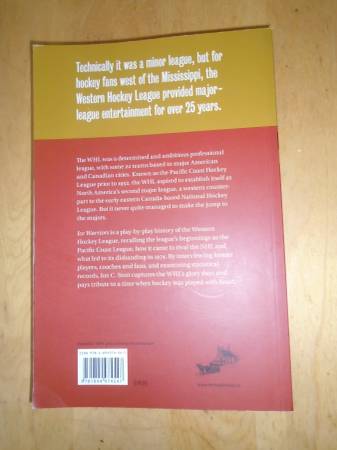 Technically it was a minor league, but for
hockey fans west of the Mississippi, the
Western Hockey League provided major-
league entertainment for over 25 years.
The WHL was a determined and ambitious professional
league, with some 22 teams based in major American
and Canadian cities. Known as the Pacific Coast Hockey
League prior to 1952, the WHL aspired to establish itself as
North America's second major league, a western counter-
part to the early eastern Canada-based National Hockey
League. But it never quite managed to make the jump to
the majors.
Ice Warriors is a play-by-play history of the Western
Hockey League, recalling the league's beginnings as the
Pacific Coast League, how it came to rival the NHL and
what led to its disbanding in 1974. By interviewing former
players, coaches and fans, and examining statistical
records, Jon C. Stott captures the WHL's glory days and
pays tribute to a time when hockey was played with heart.